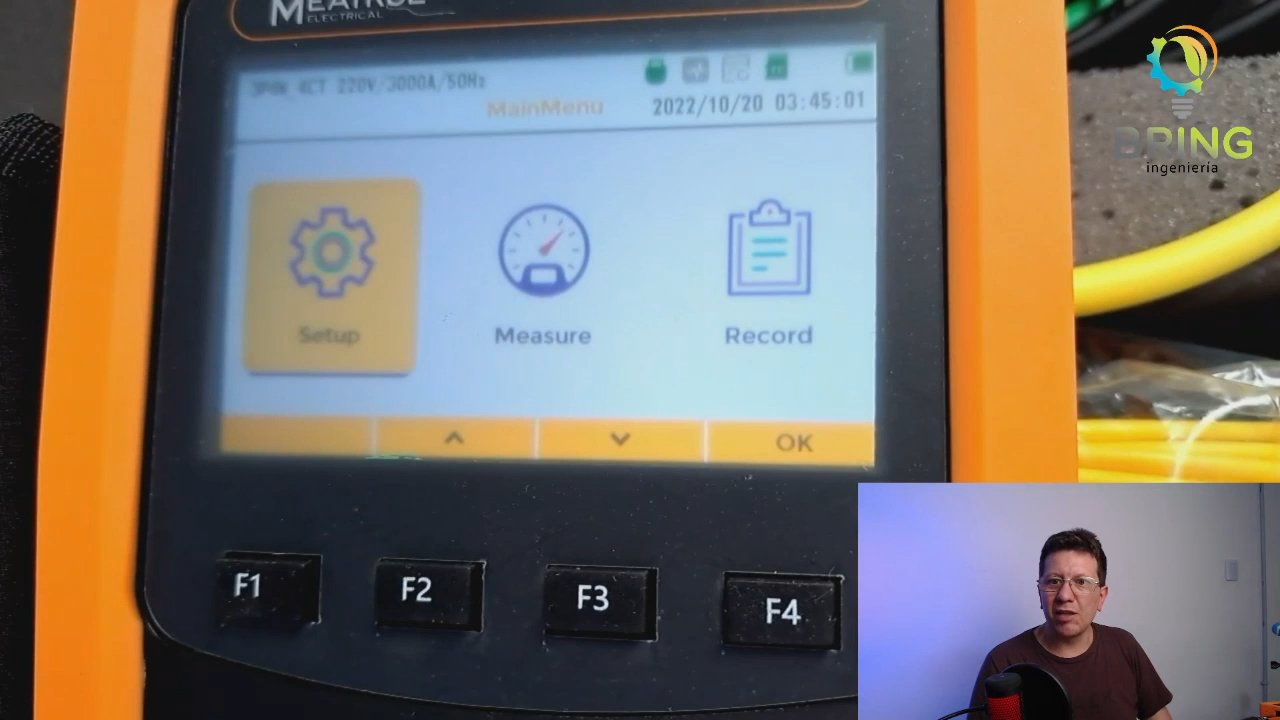 MEATROL
ELECTRICAL
3P4W 4CT 220V/3000A/50Hz
MainMenu
2022/10/20 03:45:01
Setup
Measure
Record
OK
F1
F2
F3
F4
BRING
ingeniería